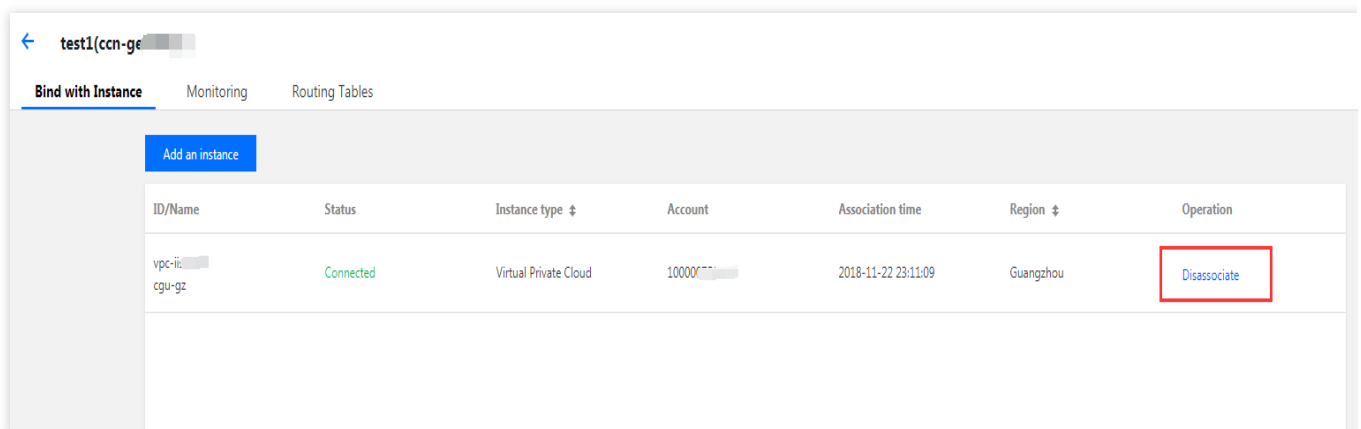 test1(ccn-ge
Bind with Instance Monitoring Routing Tables
Add an instance
ID/Name Status Instance type Account Association time Region Operation
vpc-ii
cgu-gz
Connected Virtual Private Cloud 2018-11-22 23:11:09 Guangzhou Disassociate